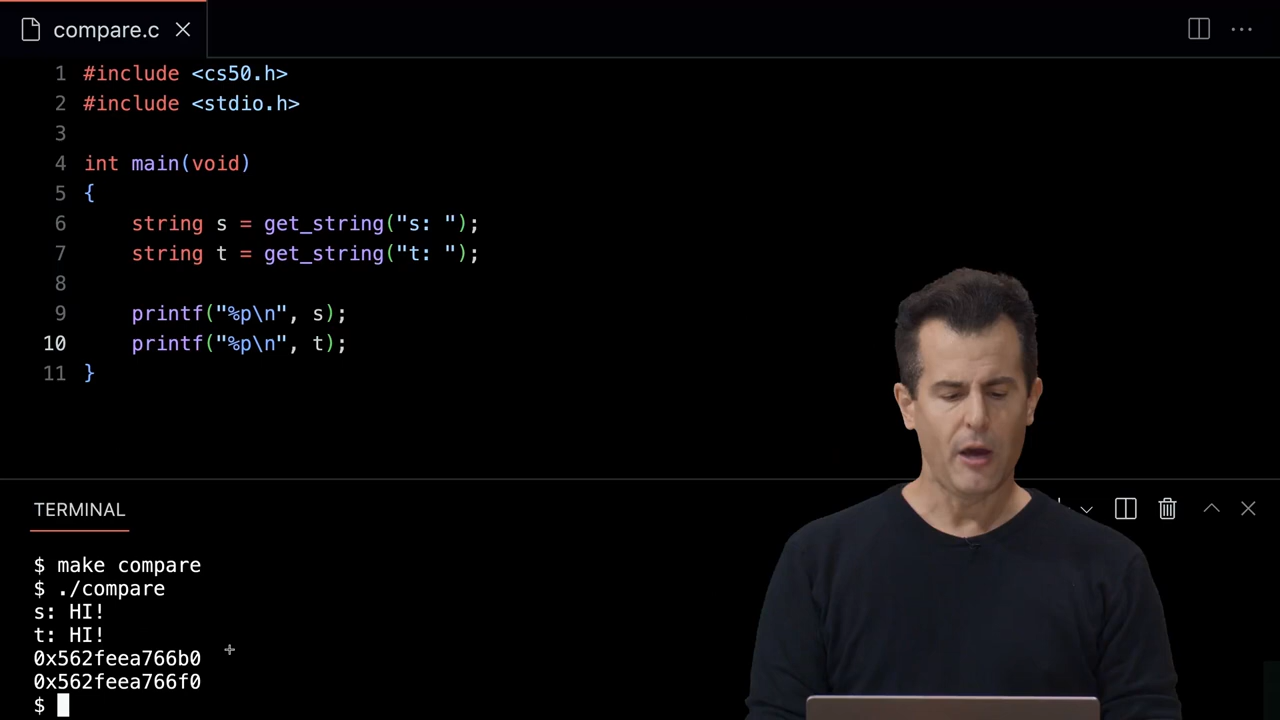 compare.c
1 #include <cs50.h>
2 #include <stdio.h>
3
4 int main(void)
5 {
6     string s = get_string("s: ");
7     string t = get_string("t: ");
8
9     printf("%p\n", s);
10     printf("%p\n", t);
11 }
TERMINAL
$ make compare
$ ./compare
s: HI!
t: HI!
0x562feea766b0
0x562feea766f0
$